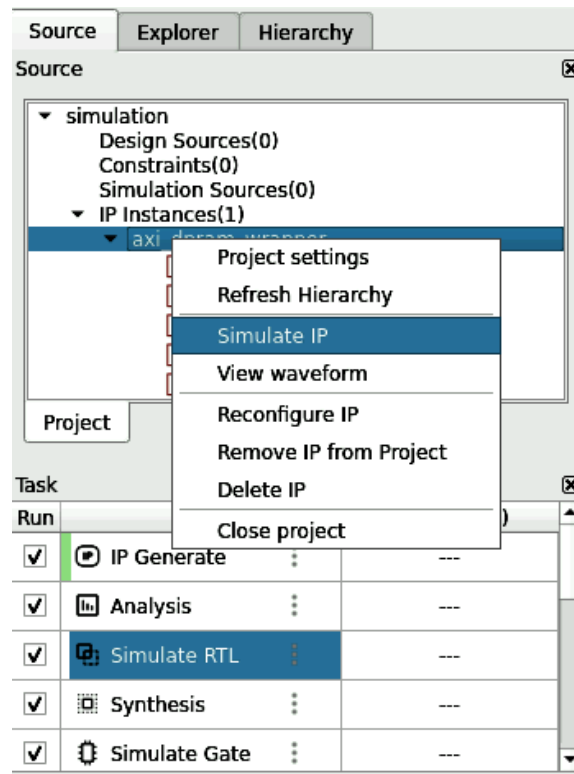 Source Explorer Hierarchy
Source
simulation
Design Sources(0)
Constraints(0)
Simulation Sources(0)
IP Instances(1)
axi_dpram_wrapper
Project settings
Refresh Hierarchy
Simulate IP
View waveform
Reconfigure IP
Remove IP from Project
Delete IP
Close project
Project
Task
Run )
IP Generate ---
Analysis ---
Simulate RTL ---
Synthesis ---
Simulate Gate ---